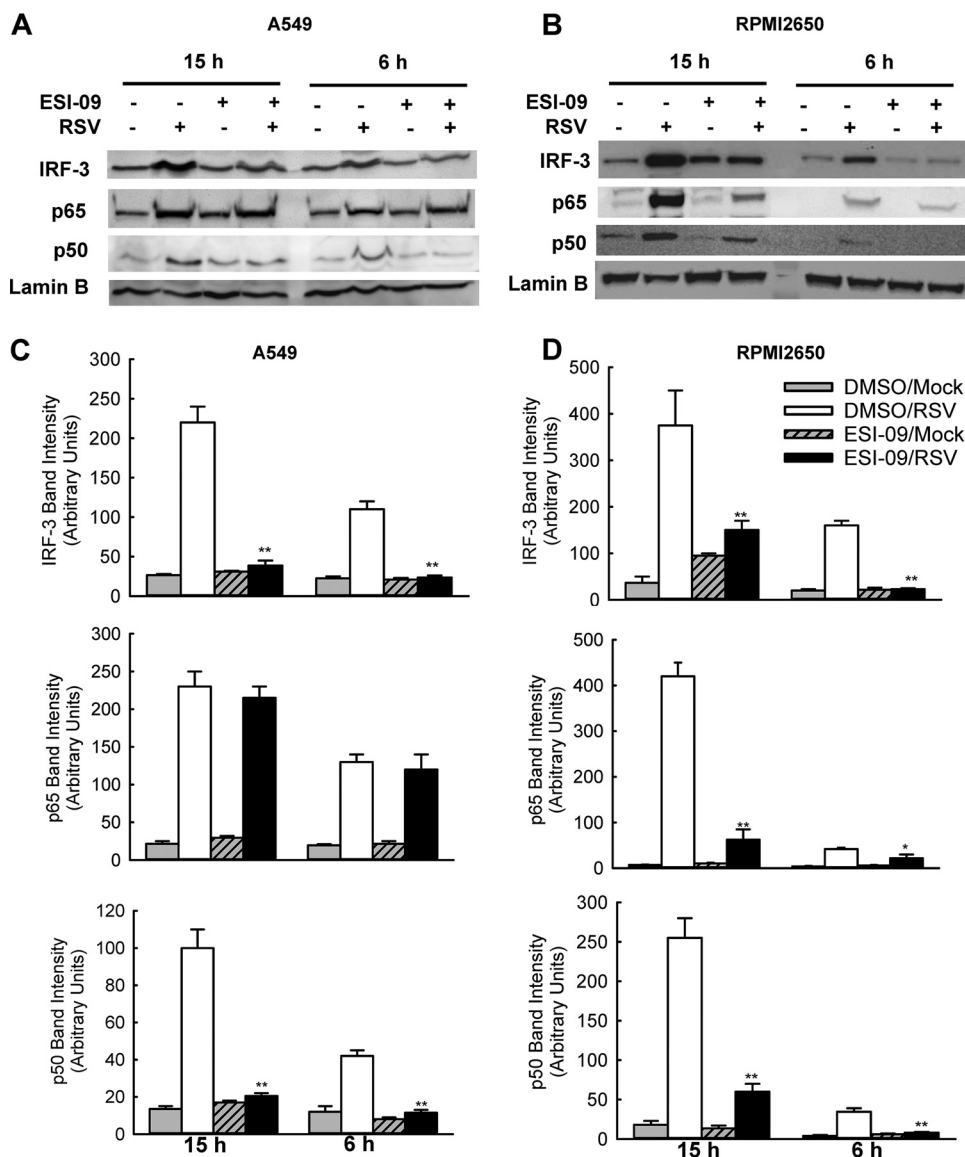 A
A549
15 h
6 h
ESI-09
- - + + - - + +
RSV
- + - + - + - +
IRF-3
p65
p50
Lamin B
B
RPMI2650
15 h
6 h
ESI-09
- - + + - - + +
RSV
- + - + - + - +
IRF-3
p65
p50
Lamin B
C
A549
300
250
200
150
100
50
0
IRF-3 Band Intensity
(Arbitrary Units)
**
**
300
250
200
150
100
50
0
p65 Band Intensity
(Arbitrary Units)
120
100
80
60
40
20
0
p50 Band Intensity
(Arbitrary Units)
**
**
15 h
6 h
D
RPMI2650
DMSO/Mock
DMSO/RSV
ESI-09/Mock
ESI-09/RSV
500
400
300
200
100
0
IRF-3 Band Intensity
(Arbitrary Units)
**
**
500
400
300
200
100
0
p65 Band Intensity
(Arbitrary Units)
**
*
300
250
200
150
100
50
0
p50 Band Intensity
(Arbitrary Units)
**
**
15 h
6 h